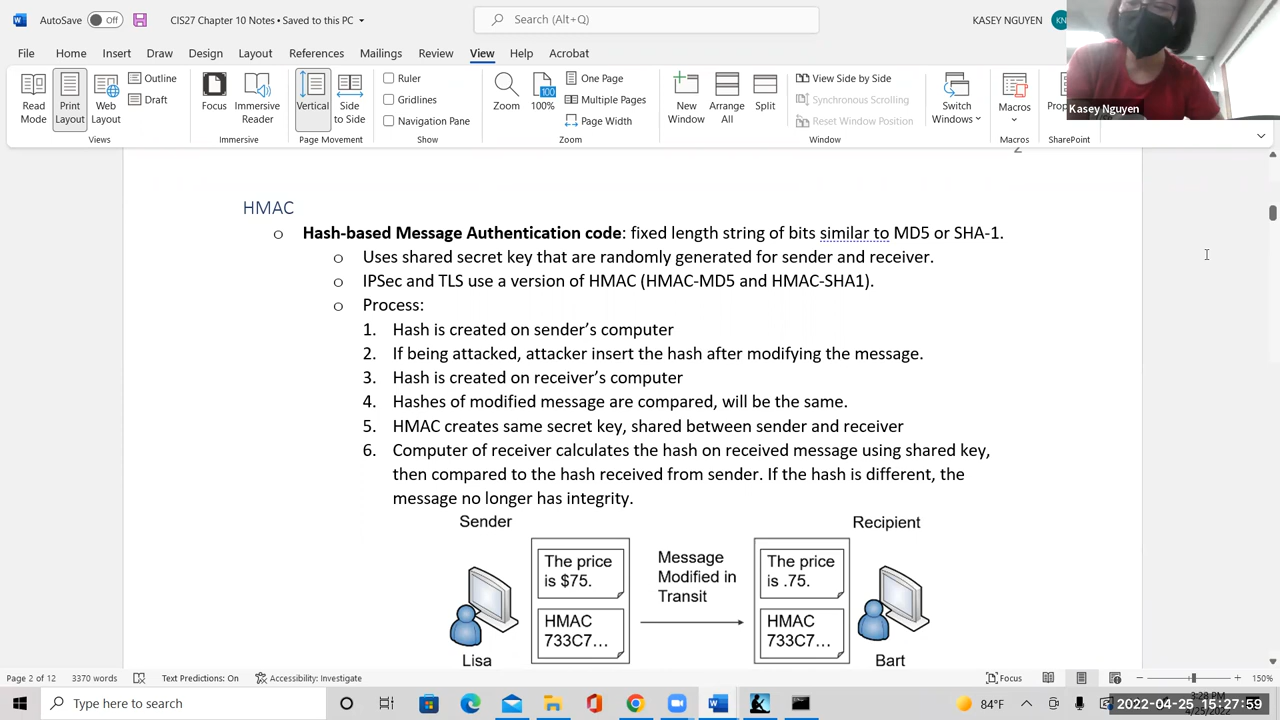 AutoSave Off CIS27 Chapter 10 Notes • Saved to this PC Search (Alt+Q) KASEY NGUYEN KN
File Home Insert Draw Design Layout References Mailings Review View Help Acrobat
Read Mode
Print Layout
Web Layout
Outline
Draft
Views
Focus
Immersive Reader
Immersive
Vertical
Side to Side
Page Movement
Ruler
Gridlines
Navigation Pane
Show
Zoom
100
100%
One Page
Multiple Pages
Page Width
Zoom
New Window
Arrange All
Split
View Side by Side
Synchronous Scrolling
Reset Window Position
Window
Switch Windows
Macros
Macros
SharePoint
Kasey Nguyen
2
HMAC
o Hash-based Message Authentication code: fixed length string of bits similar to MD5 or SHA-1.
o Uses shared secret key that are randomly generated for sender and receiver.
o IPSec and TLS use a version of HMAC (HMAC-MD5 and HMAC-SHA1).
o Process:
1. Hash is created on sender’s computer
2. If being attacked, attacker insert the hash after modifying the message.
3. Hash is created on receiver’s computer
4. Hashes of modified message are compared, will be the same.
5. HMAC creates same secret key, shared between sender and receiver
6. Computer of receiver calculates the hash on received message using shared key,
then compared to the hash received from sender. If the hash is different, the
message no longer has integrity.
Sender Recipient
The price
is $75.
HMAC
733C7...
Lisa
Message
Modified in
Transit
The price
is .75.
HMAC
733C7...
Bart
Page 2 of 12 3370 words Text Predictions: On Accessibility: Investigate Focus 150%
Type here to search 84°F 3:28 PM
2022-04-25 15:27:59